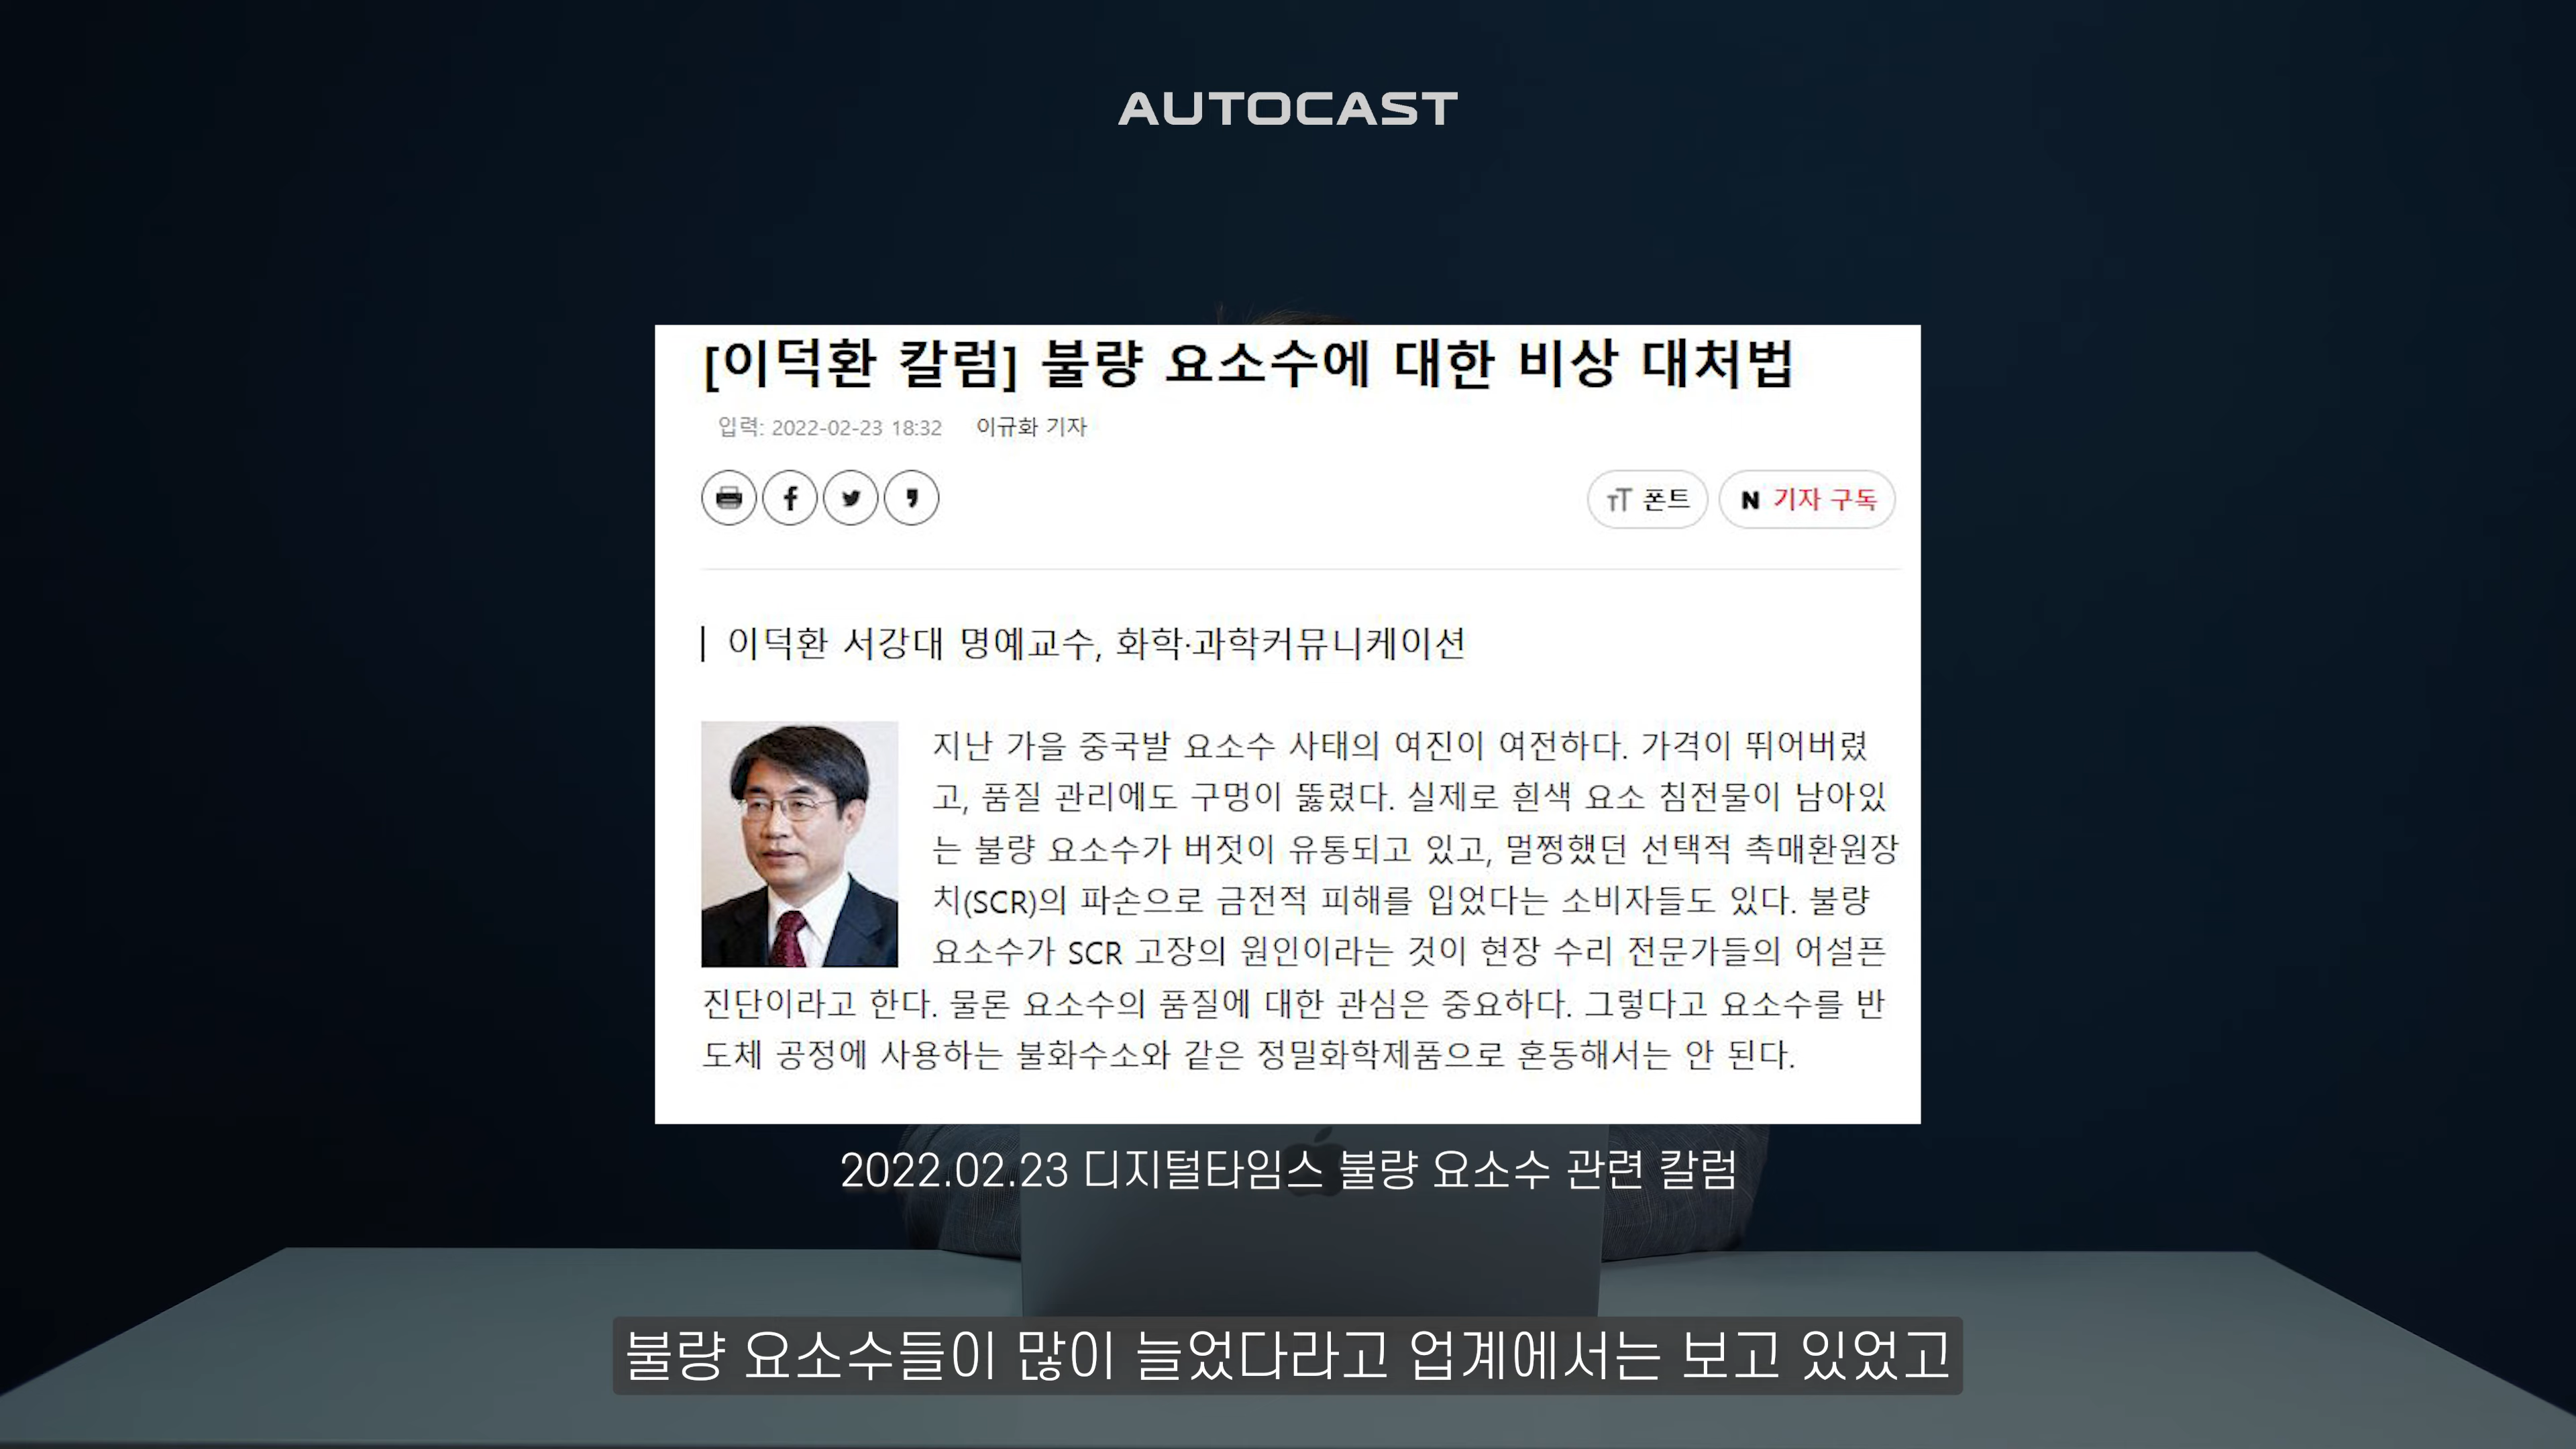 AUTOCAST
[이덕환 칼럼] 불량 요소수에 대한 비상 대처법
입력: 2022-02-23 18:32 이규화 기자
f
тT 폰트 N 기자 구독
| 이덕환 서강대 명예교수, 화학·과학커뮤니케이션
지난 가을 중국발 요소수 사태의 여진이 여전하다. 가격이 뛰어버렸
고, 품질 관리에도 구멍이 뚫렸다. 실제로 흰색 요소 침전물이 남아있
는 불량 요소수가 버젓이 유통되고 있고, 멀쩡했던 선택적 촉매환원장
치(SCR)의 파손으로 금전적 피해를 입었다는 소비자들도 있다. 불량
요소수가 SCR 고장의 원인이라는 것이 현장 수리 전문가들의 어설픈
진단이라고 한다. 물론 요소수의 품질에 대한 관심은 중요하다. 그렇다고 요소수를 반
도체 공정에 사용하는 불화수소와 같은 정밀화학제품으로 혼동해서는 안 된다.
2022.02.23 디지털타임스 불량 요소수 관련 칼럼
불량 요소수들이 많이 늘었다라고 업계에서는 보고 있었고